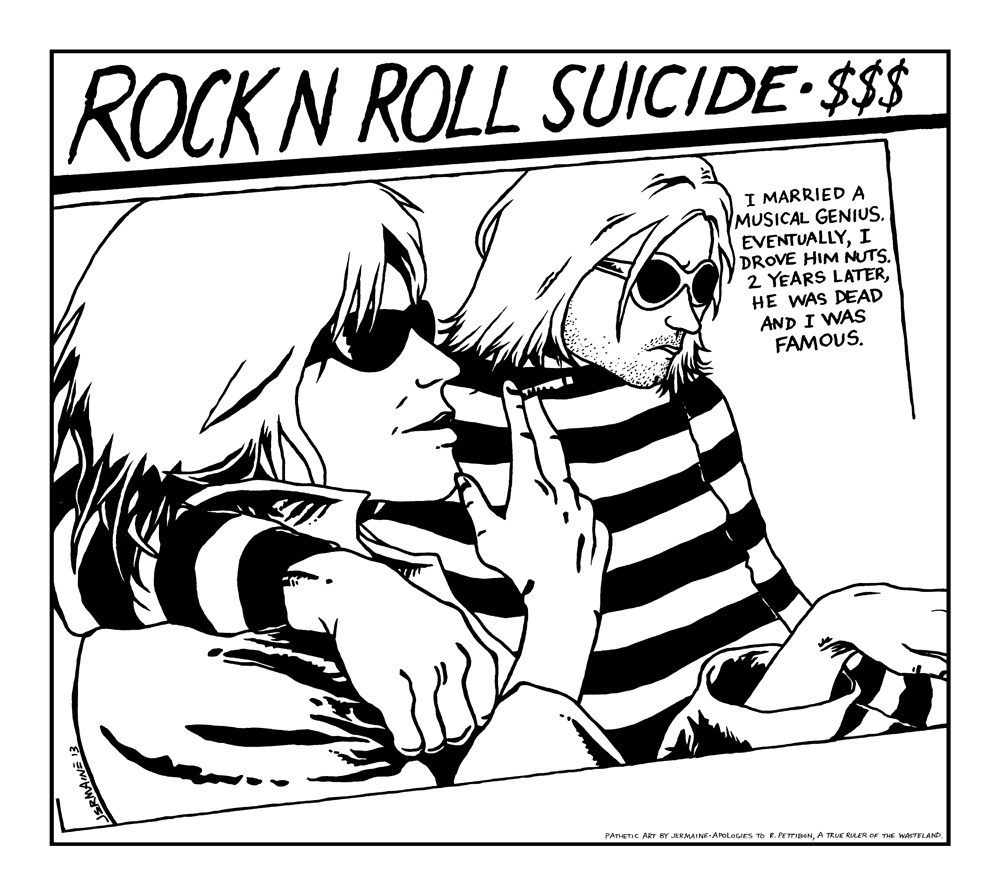 ROCK N ROLL SUICIDE·$$$
I MARRIED A
MUSICAL GENIUS.
EVENTUALLY, I
DROVE HIM NUTS.
2 YEARS LATER,
HE WAS DEAD
AND I WAS
FAMOUS.
JERMAINE 13
PATHETIC ART BY JERMAINE·APOLOGIES TO R. PETTIBON, A TRUE RULER OF THE WASTELAND.